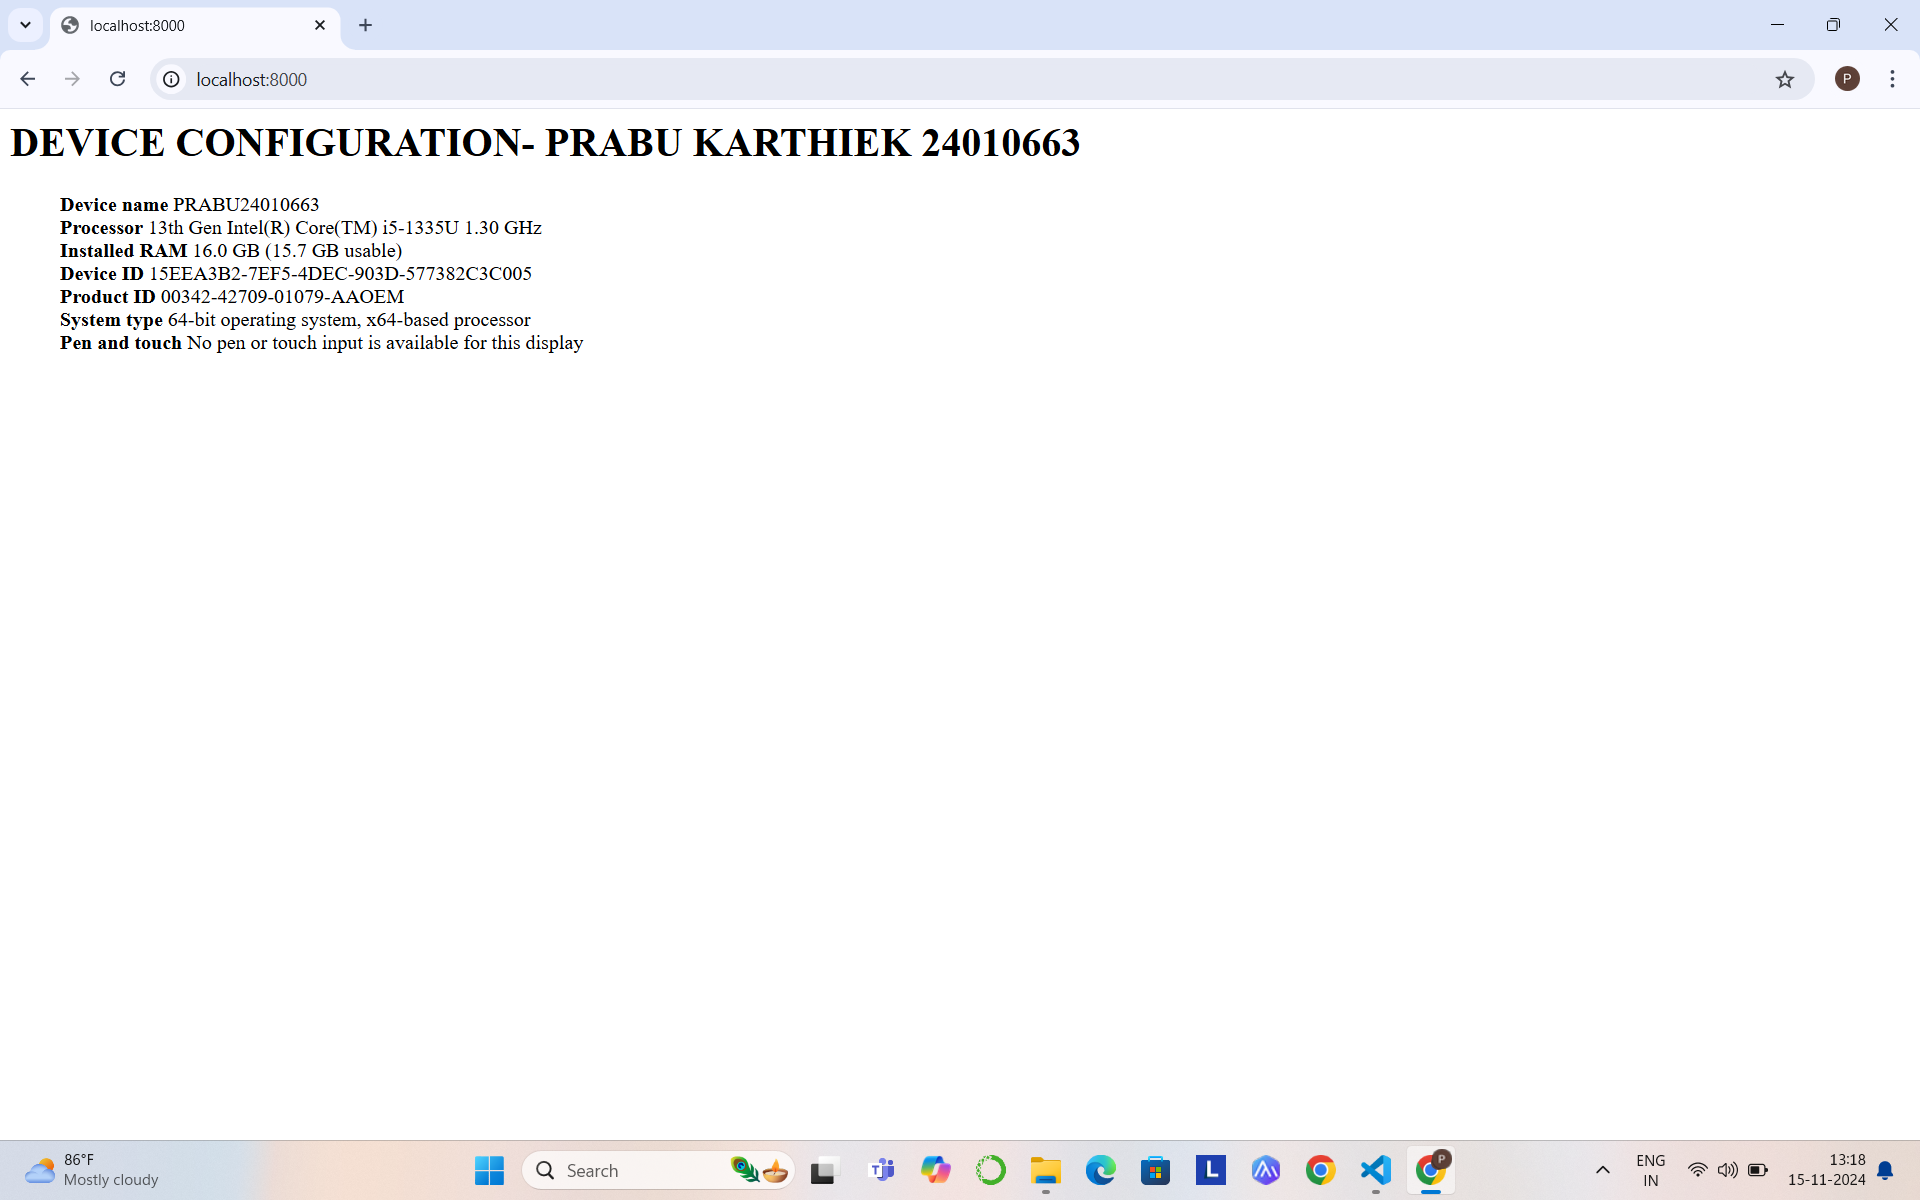 localhost:8000
localhost:8000
P
DEVICE CONFIGURATION- PRABU KARTHIEK 24010663
Device name PRABU24010663
Processor 13th Gen Intel(R) Core(TM) i5-1335U 1.30 GHz
Installed RAM 16.0 GB (15.7 GB usable)
Device ID 15EEA3B2-7EF5-4DEC-903D-577382C3C005
Product ID 00342-42709-01079-AAOEM
System type 64-bit operating system, x64-based processor
Pen and touch No pen or touch input is available for this display
86°F
Mostly cloudy
Search
T
L
P
ENG
IN
13:18
15-11-2024